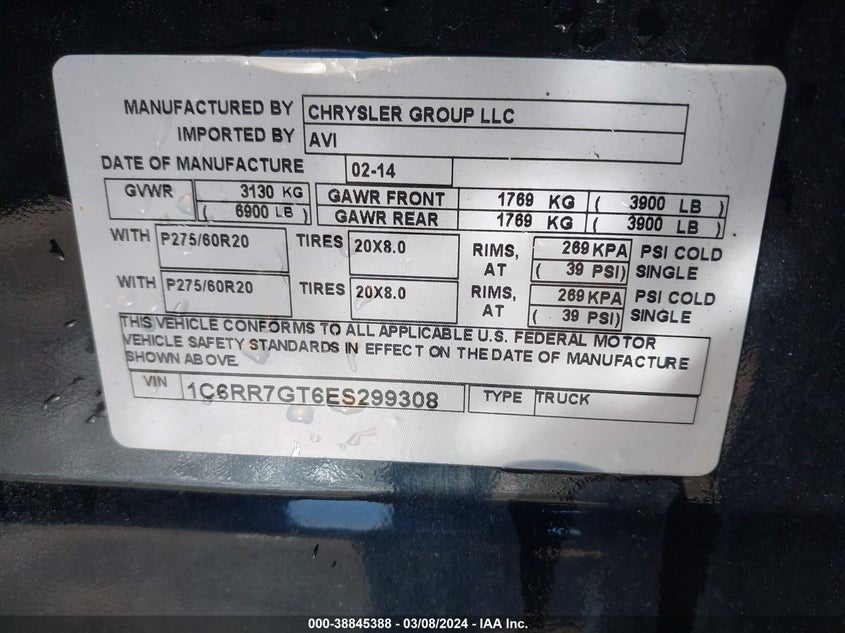 MANUFACTURED BY CHRYSLER GROUP LLC
IMPORTED BY AVI
DATE OF MANUFACTURE 02-14
GVWR 3130 KG GAWR FRONT 1769 KG ( 3900 LB )
( 6900 LB ) GAWR REAR 1769 KG ( 3900 LB )
WITH P275/60R20 TIRES 20X8.0 RIMS, 269 KPA PSI COLD
AT ( 39 PSI) SINGLE
WITH P275/60R20 TIRES 20X8.0 RIMS, 269 KPA PSI COLD
AT ( 39 PSI) SINGLE
THIS VEHICLE CONFORMS TO ALL APPLICABLE U.S. FEDERAL MOTOR
VEHICLE SAFETY STANDARDS IN EFFECT ON THE DATE OF MANUFACTURE
SHOWN ABOVE.
VIN 1C6RR7GT6ES299308 TYPE TRUCK
000-38845388 - 03/08/2024 - IAA Inc.